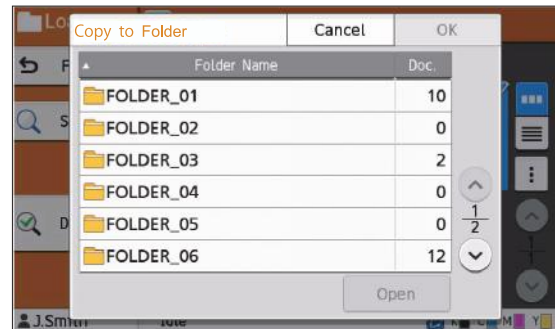 Copy to Folder
Cancel
OK
Folder Name
Doc.
FOLDER_01 10
FOLDER_02 0
FOLDER_03 2
FOLDER_04 0
FOLDER_05 0
FOLDER_06 12
1
2
Open
J.Smith
Idle
K C M Y